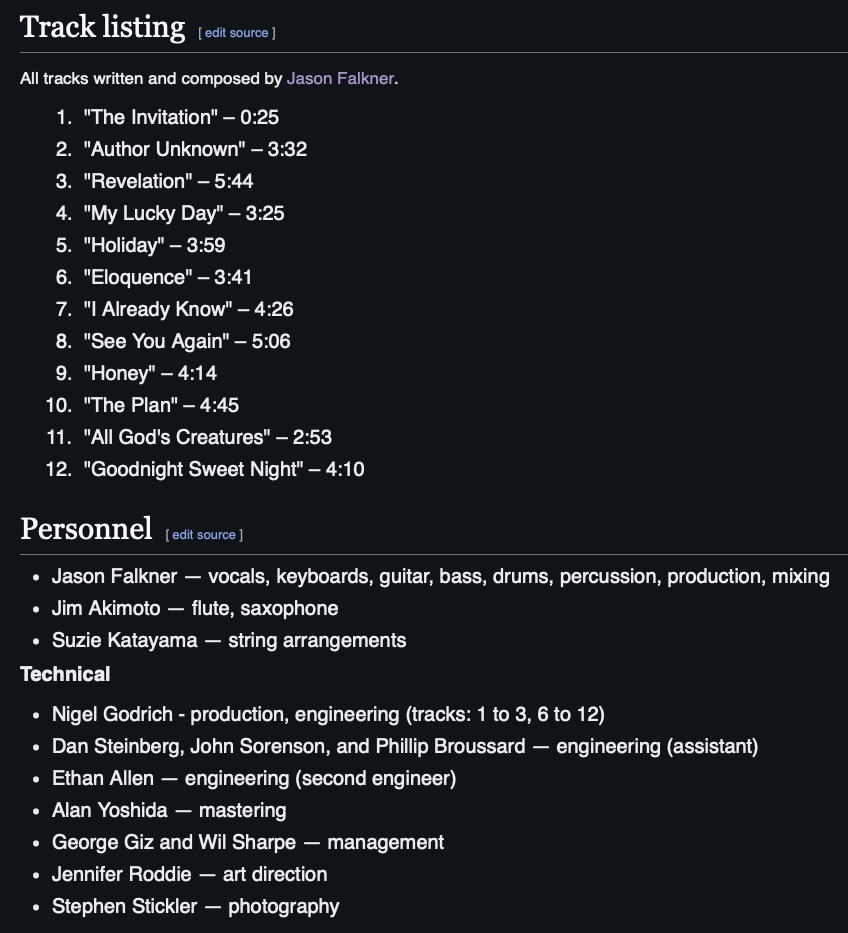 Track listing [ edit source ]
All tracks written and composed by Jason Falkner.
1. "The Invitation" – 0:25
2. "Author Unknown" – 3:32
3. "Revelation" – 5:44
4. "My Lucky Day" – 3:25
5. "Holiday" – 3:59
6. "Eloquence" – 3:41
7. "I Already Know" – 4:26
8. "See You Again" – 5:06
9. "Honey" – 4:14
10. "The Plan" – 4:45
11. "All God's Creatures" – 2:53
12. "Goodnight Sweet Night" – 4:10
Personnel [ edit source ]
• Jason Falkner — vocals, keyboards, guitar, bass, drums, percussion, production, mixing
• Jim Akimoto — flute, saxophone
• Suzie Katayama — string arrangements
Technical
• Nigel Godrich - production, engineering (tracks: 1 to 3, 6 to 12)
• Dan Steinberg, John Sorenson, and Phillip Broussard — engineering (assistant)
• Ethan Allen — engineering (second engineer)
• Alan Yoshida — mastering
• George Giz and Wil Sharpe — management
• Jennifer Roddie — art direction
• Stephen Stickler — photography